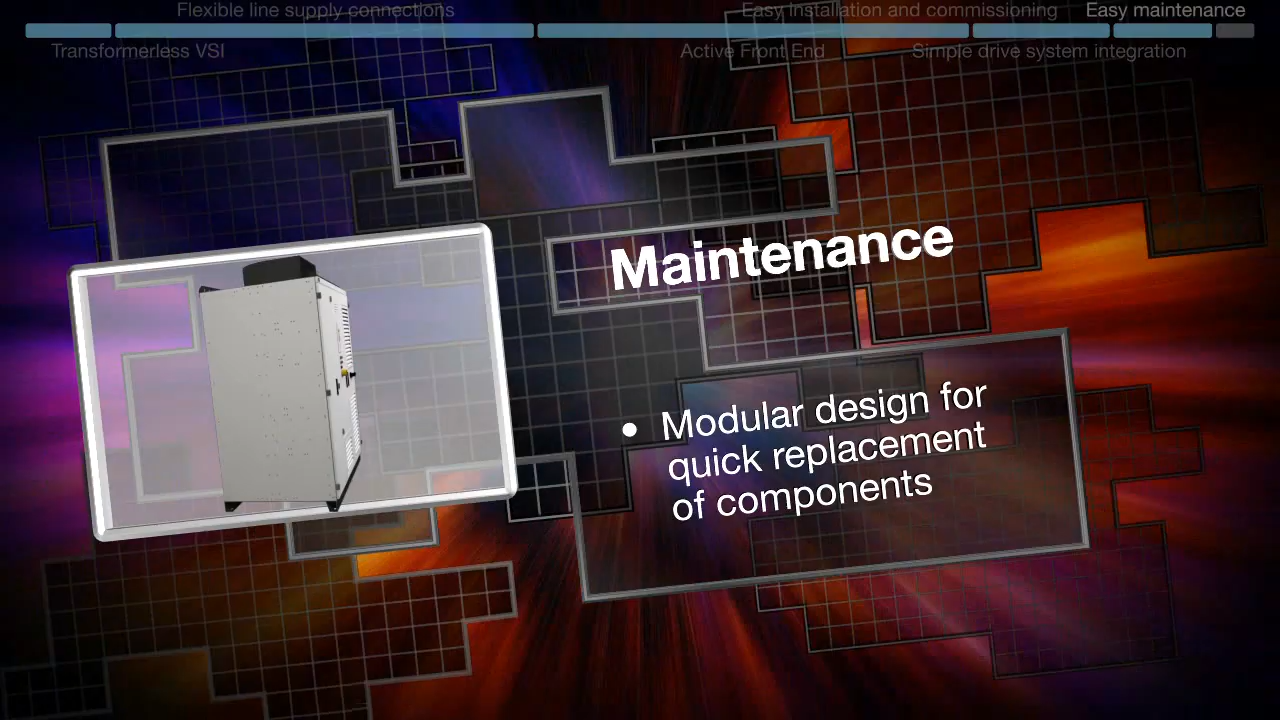 Flexible line supply connections
Easy installation and commissioning
Easy maintenance
Transformerless VSI
Active Front End
Simple drive system integration
Maintenance
• Modular design for
quick replacement
of components